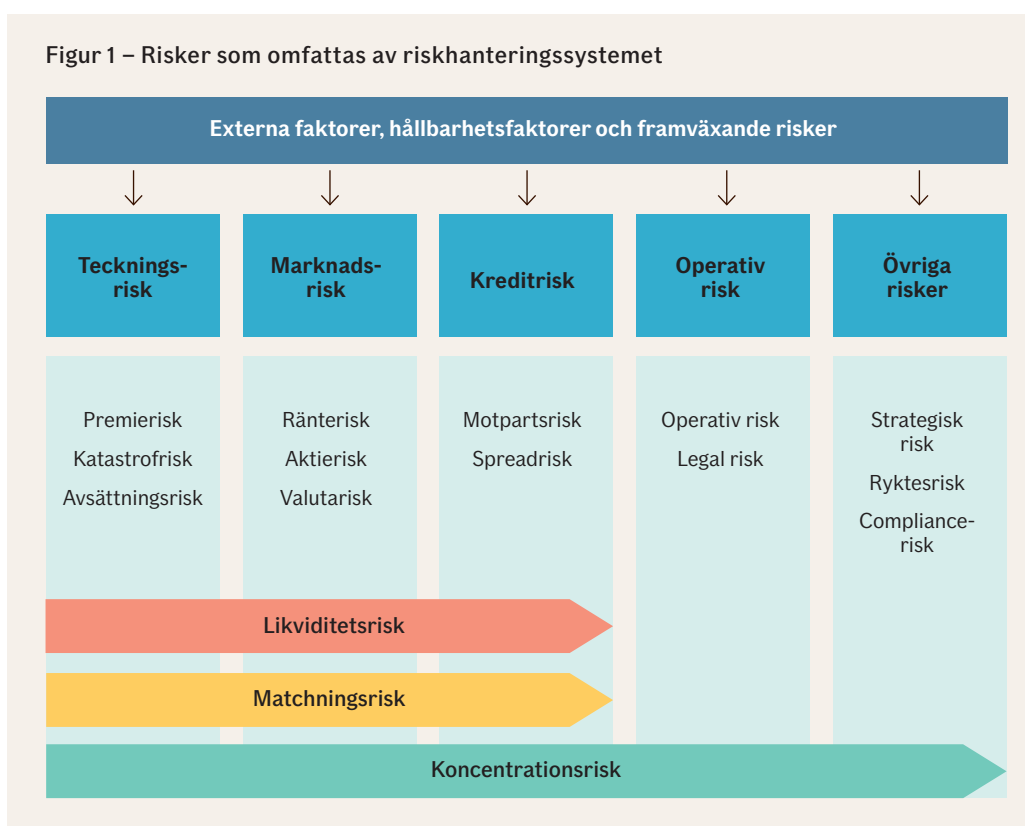 Figur 1 – Risker som omfattas av riskhanteringssystemet
Externa faktorer, hållbarhetsfaktorer och framväxande risker
Tecknings-
risk
Marknads-
risk
Kreditrisk
Operativ
risk
Övriga
risker
Premierisk
Katastrofrisk
Avsättningsrisk
Ränterisk
Aktierisk
Valutarisk
Motpartsrisk
Spreadrisk
Operativ risk
Legal risk
Strategisk
risk
Ryktesrisk
Compliance-
risk
Likviditetsrisk
Matchningsrisk
Koncentrationsrisk